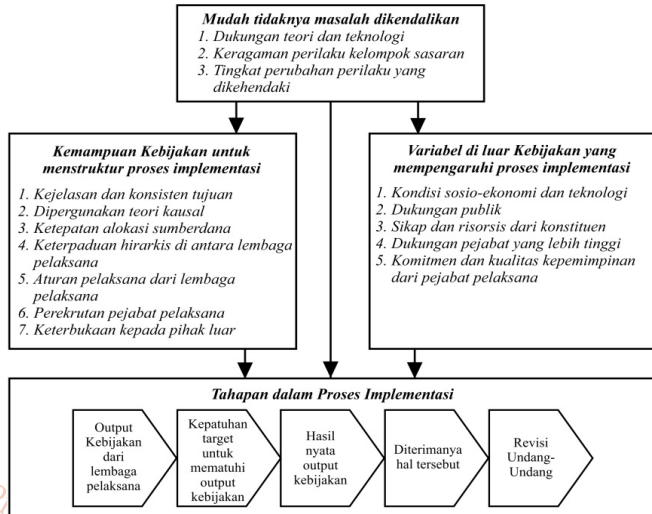 Mudah tidaknya masalah dikendalikan
1. Dukungan teori dan teknologi
2. Keragaman perilaku kelompok sasaran
3. Tingkat perubahan perilaku yang
dikehendaki
Kemampuan Kebijakan untuk
menstruktur proses implementasi
1. Kejelasan dan konsisten tujuan
2. Dipergunakan teori kausal
3. Ketepatan alokasi sumberdana
4. Keterpaduan hirarkis di antara lembaga
pelaksana
5. Aturan pelaksana dari lembaga
pelaksana
6. Perekrutan pejabat pelaksana
7. Keterbukaan kepada pihak luar
Variabel di luar Kebijakan yang
mempengaruhi proses implementasi
1. Kondisi sosio-ekonomi dan teknologi
2. Dukungan publik
3. Sikap dan risorsis dari konstituen
4. Dukungan pejabat yang lebih tinggi
5. Komitmen dan kualitas kepemimpinan
dari pejabat pelaksana
Tahapan dalam Proses Implementasi
Output
Kebijakan
dari
lembaga
pelaksana
Kepatuhan
target
untuk
mematuhi
output
kebijakan
Hasil
nyata
output
kebijakan
Diterimanya
hal tersebut
Revisi
Undang-
Undang